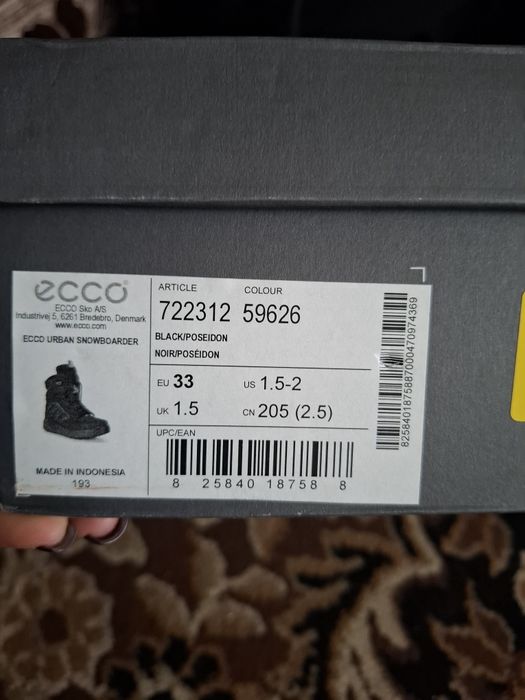 ecco
ECCO Sko A/S
Industrivej 5, 6261 Bredebro, Denmark
www.ecco.com
ECCO URBAN SNOWBOARDER
MADE IN INDONESIA
193
ARTICLE COLOUR
722312 59626
BLACK/POSEIDON
NOIR/POSÉIDON
EU 33 US 1.5-2
UK 1.5 CN 205 (2.5)
UPC/EAN
8 25840 18758 8
82584018758870004709743​69